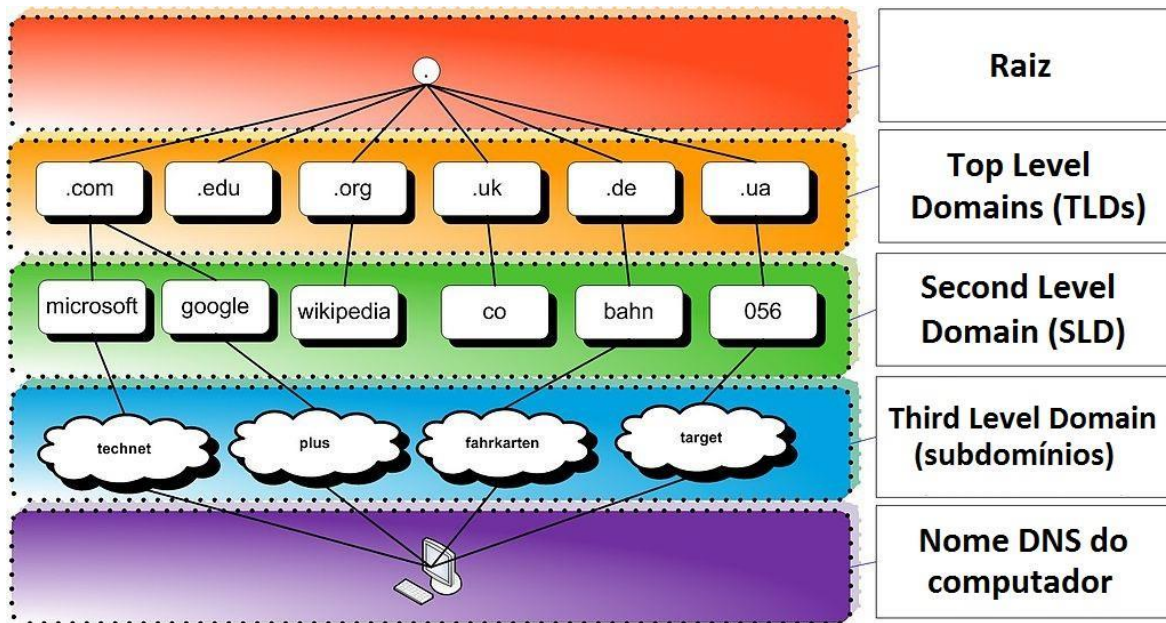 .
Raiz
.com
.edu
.org
.uk
.de
.ua
Top Level
Domains (TLDs)
microsoft
google
wikipedia
co
bahn
056
Second Level
Domain (SLD)
technet
plus
fahrkarten
target
Third Level Domain
(subdomínios)
Nome DNS do
computador